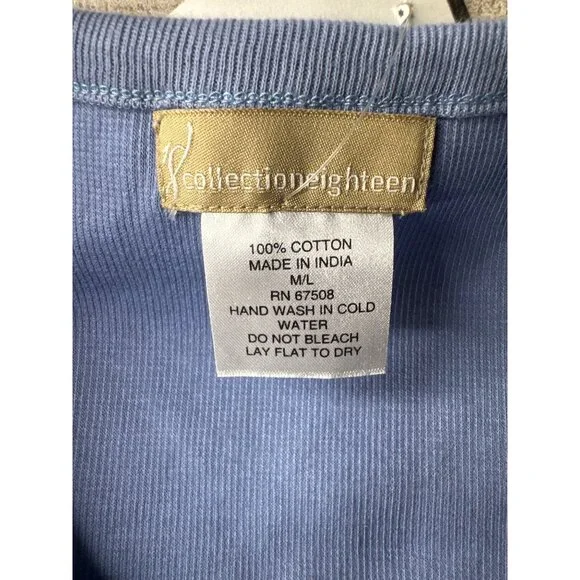 collectioneighteen
100% COTTON
MADE IN INDIA
M/L
RN 67508
HAND WASH IN COLD
WATER
DO NOT BLEACH
LAY FLAT TO DRY